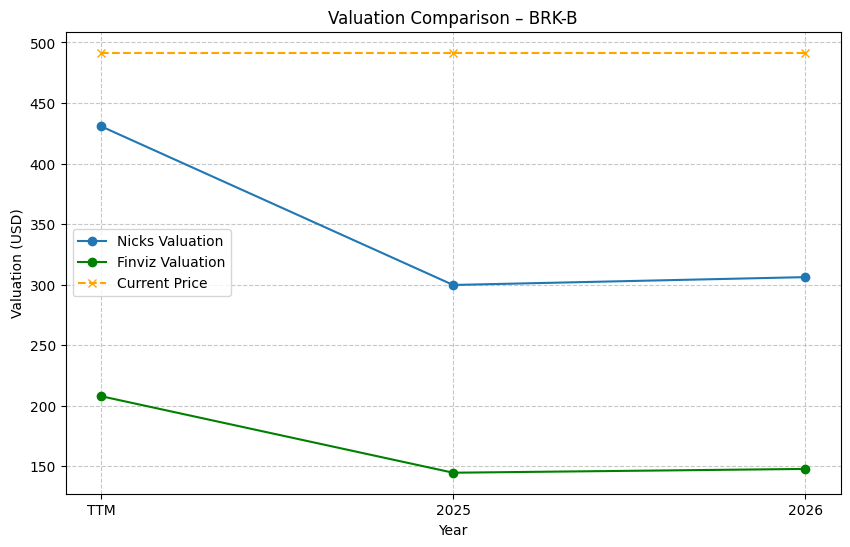 Valuation Comparison – BRK-B
500
450
400
350
300
250
200
150
Valuation (USD)
Nicks Valuation
Finviz Valuation
Current Price
TTM 2025 2026
Year